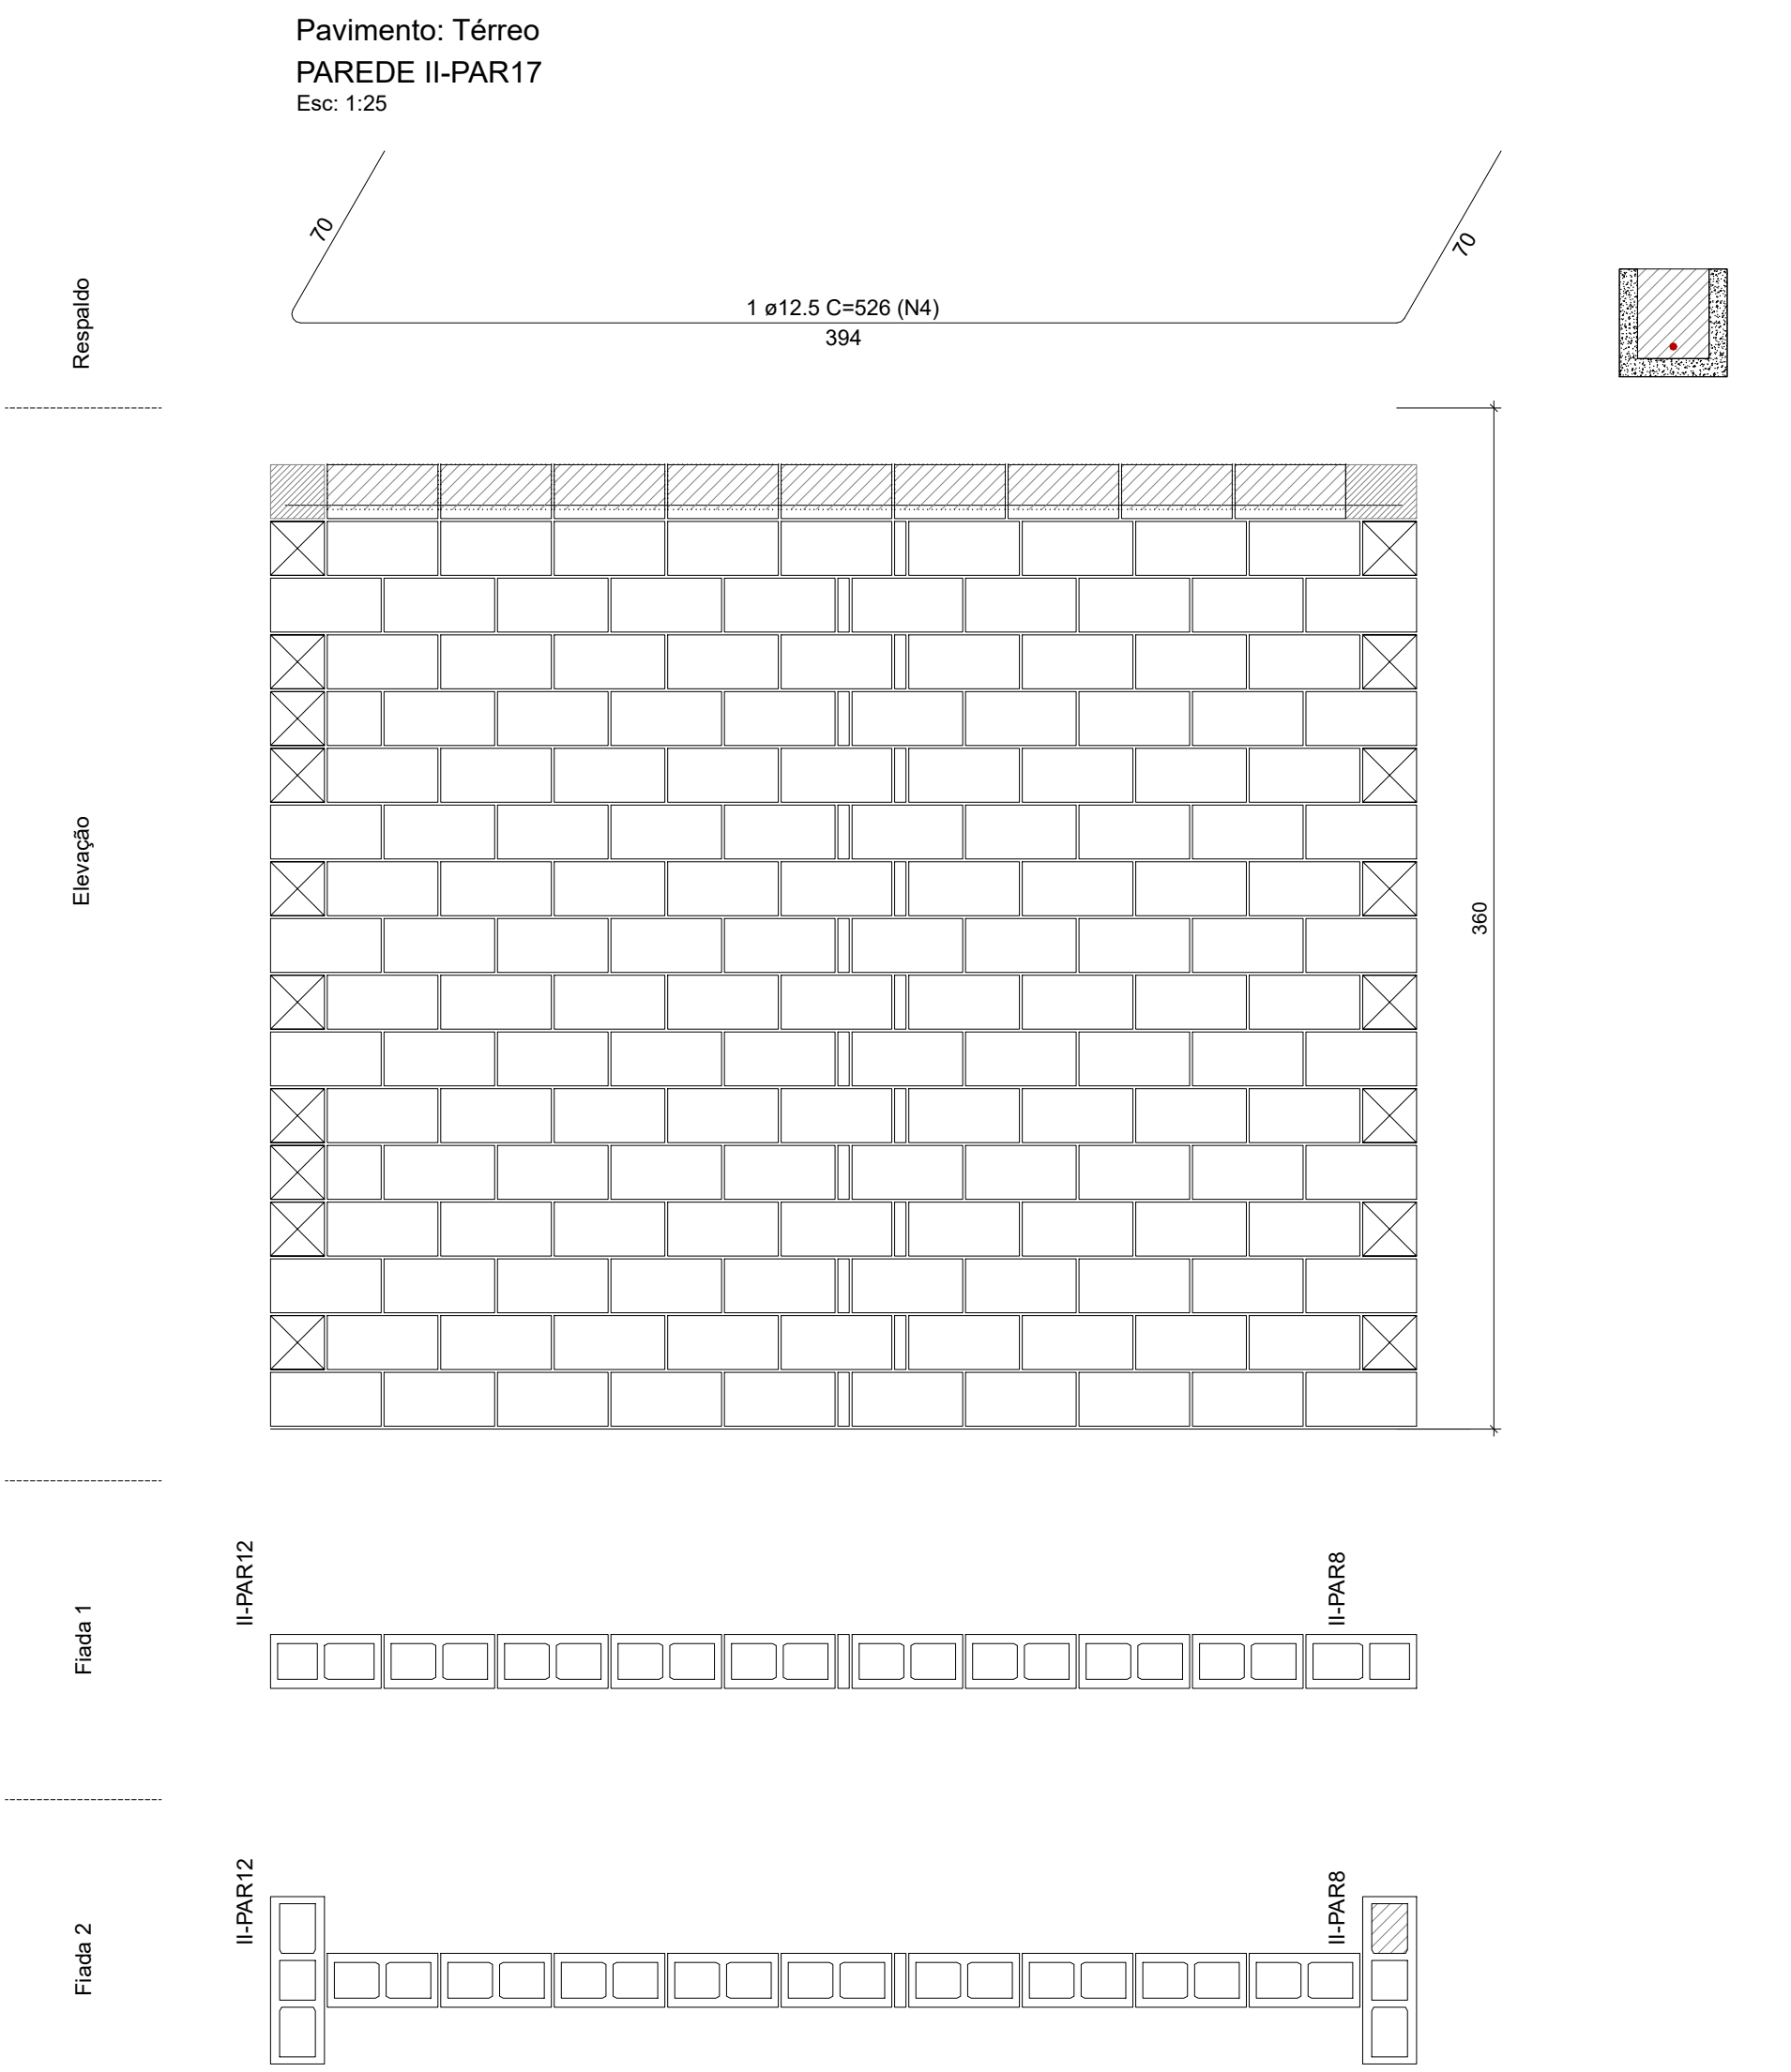 Pavimento: Térreo
PAREDE II-PAR17
Esc: 1:25
70
70
1 ø12.5 C=526 (N4)
394
Respaldo
Elevação
360
II-PAR12
II-PAR8
Fiada 1
II-PAR12
II-PAR8
Fiada 2